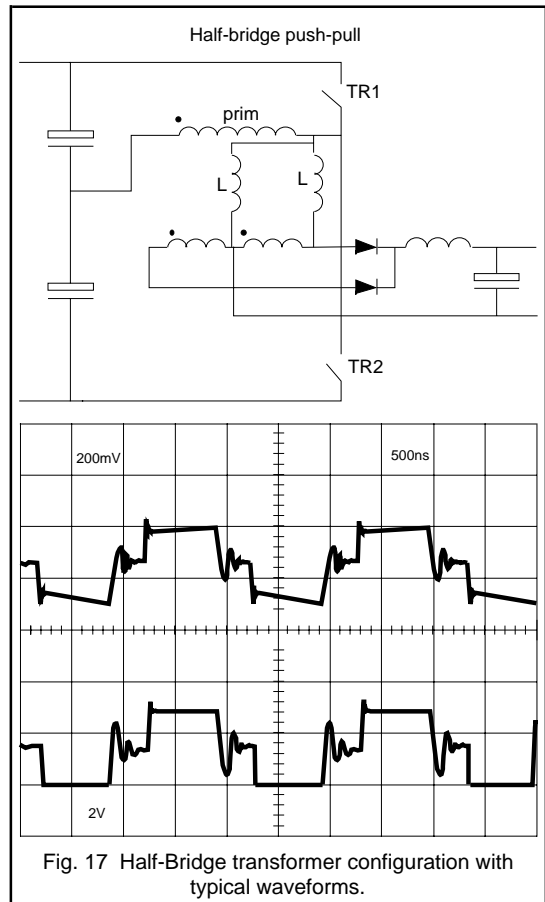 Half-bridge push-pull
TR1
prim
L
L
TR2
200mV
500ns
2V
Fig. 17 Half-Bridge transformer configuration with
typical waveforms.